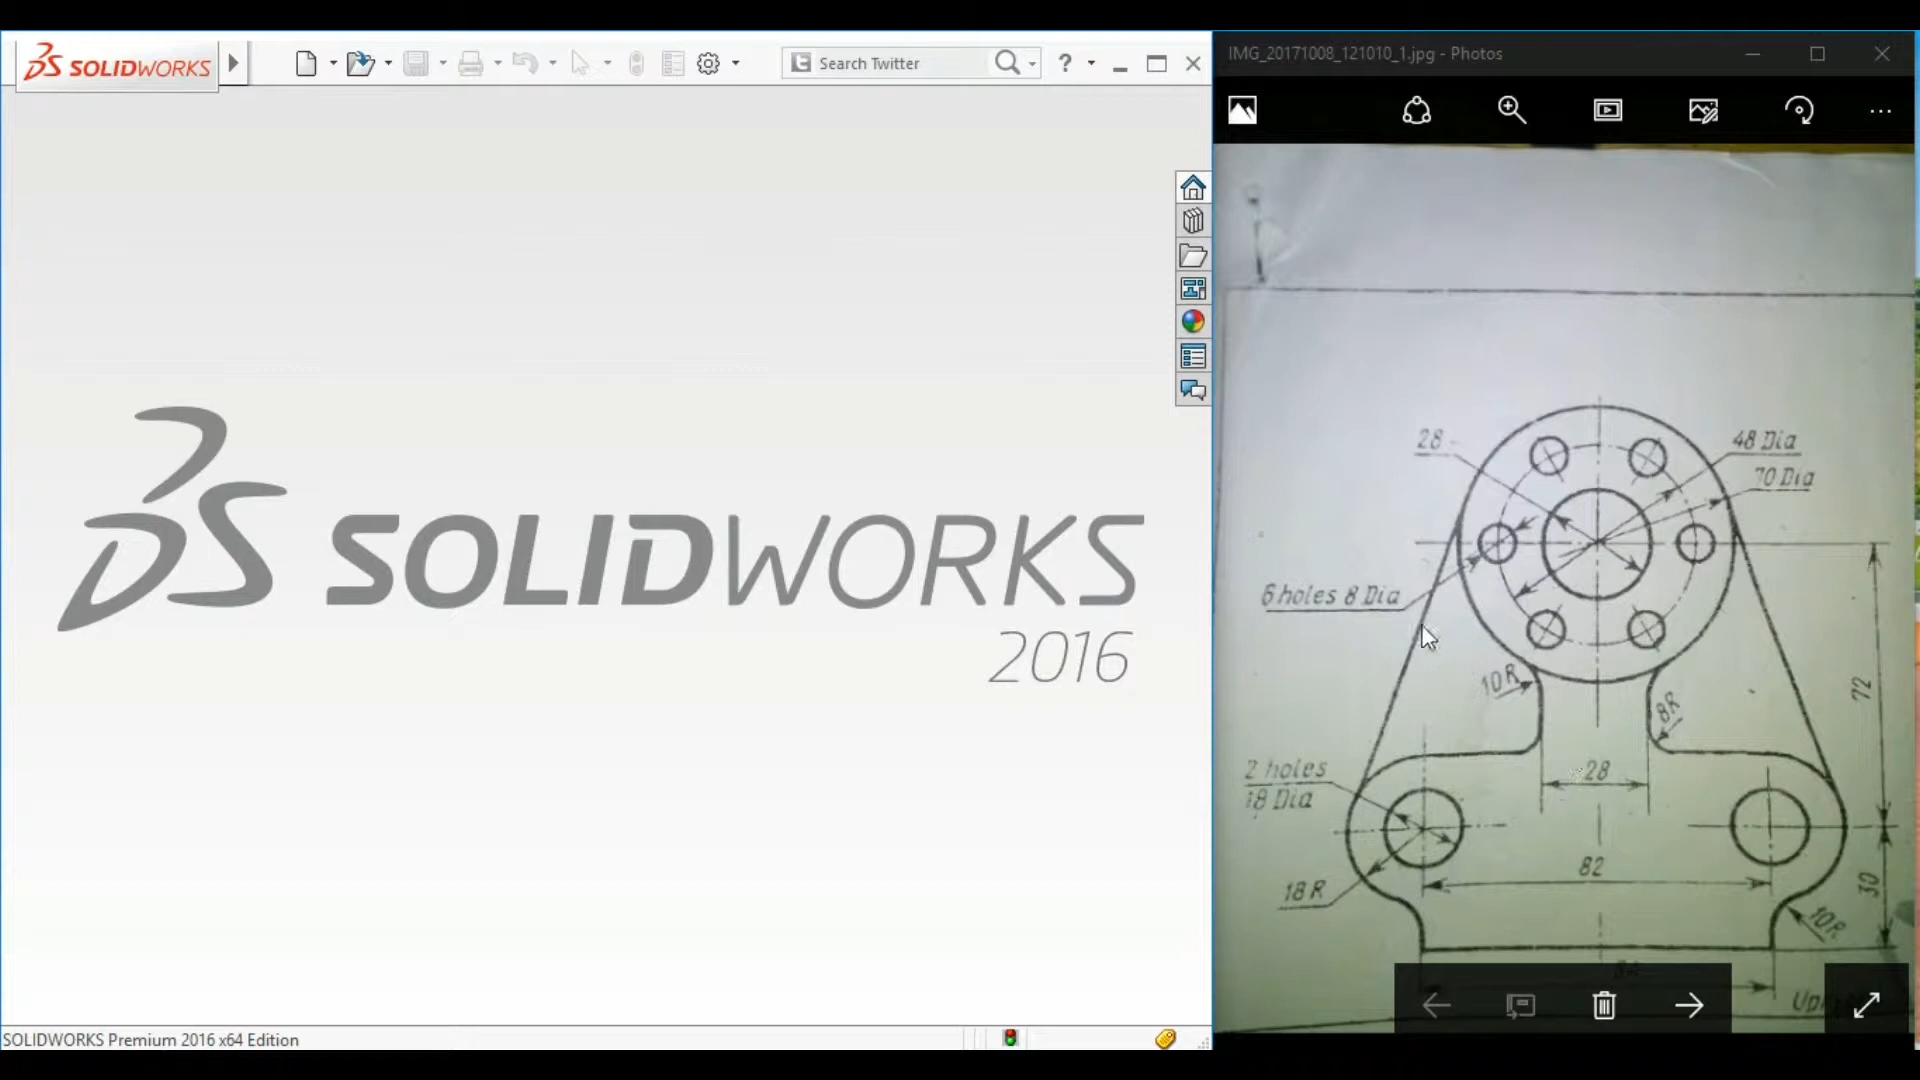 SOLIDWORKS
Search Twitter
?
IMG_20171008_121010_1.jpg - Photos
SOLIDWORKS
2016
28
48 Dia
70 Dia
6 holes 8 Dia
10R
8R
72
2 holes
18 Dia
28
82
18 R
30
10R
SOLIDWORKS Premium 2016 x64 Edition